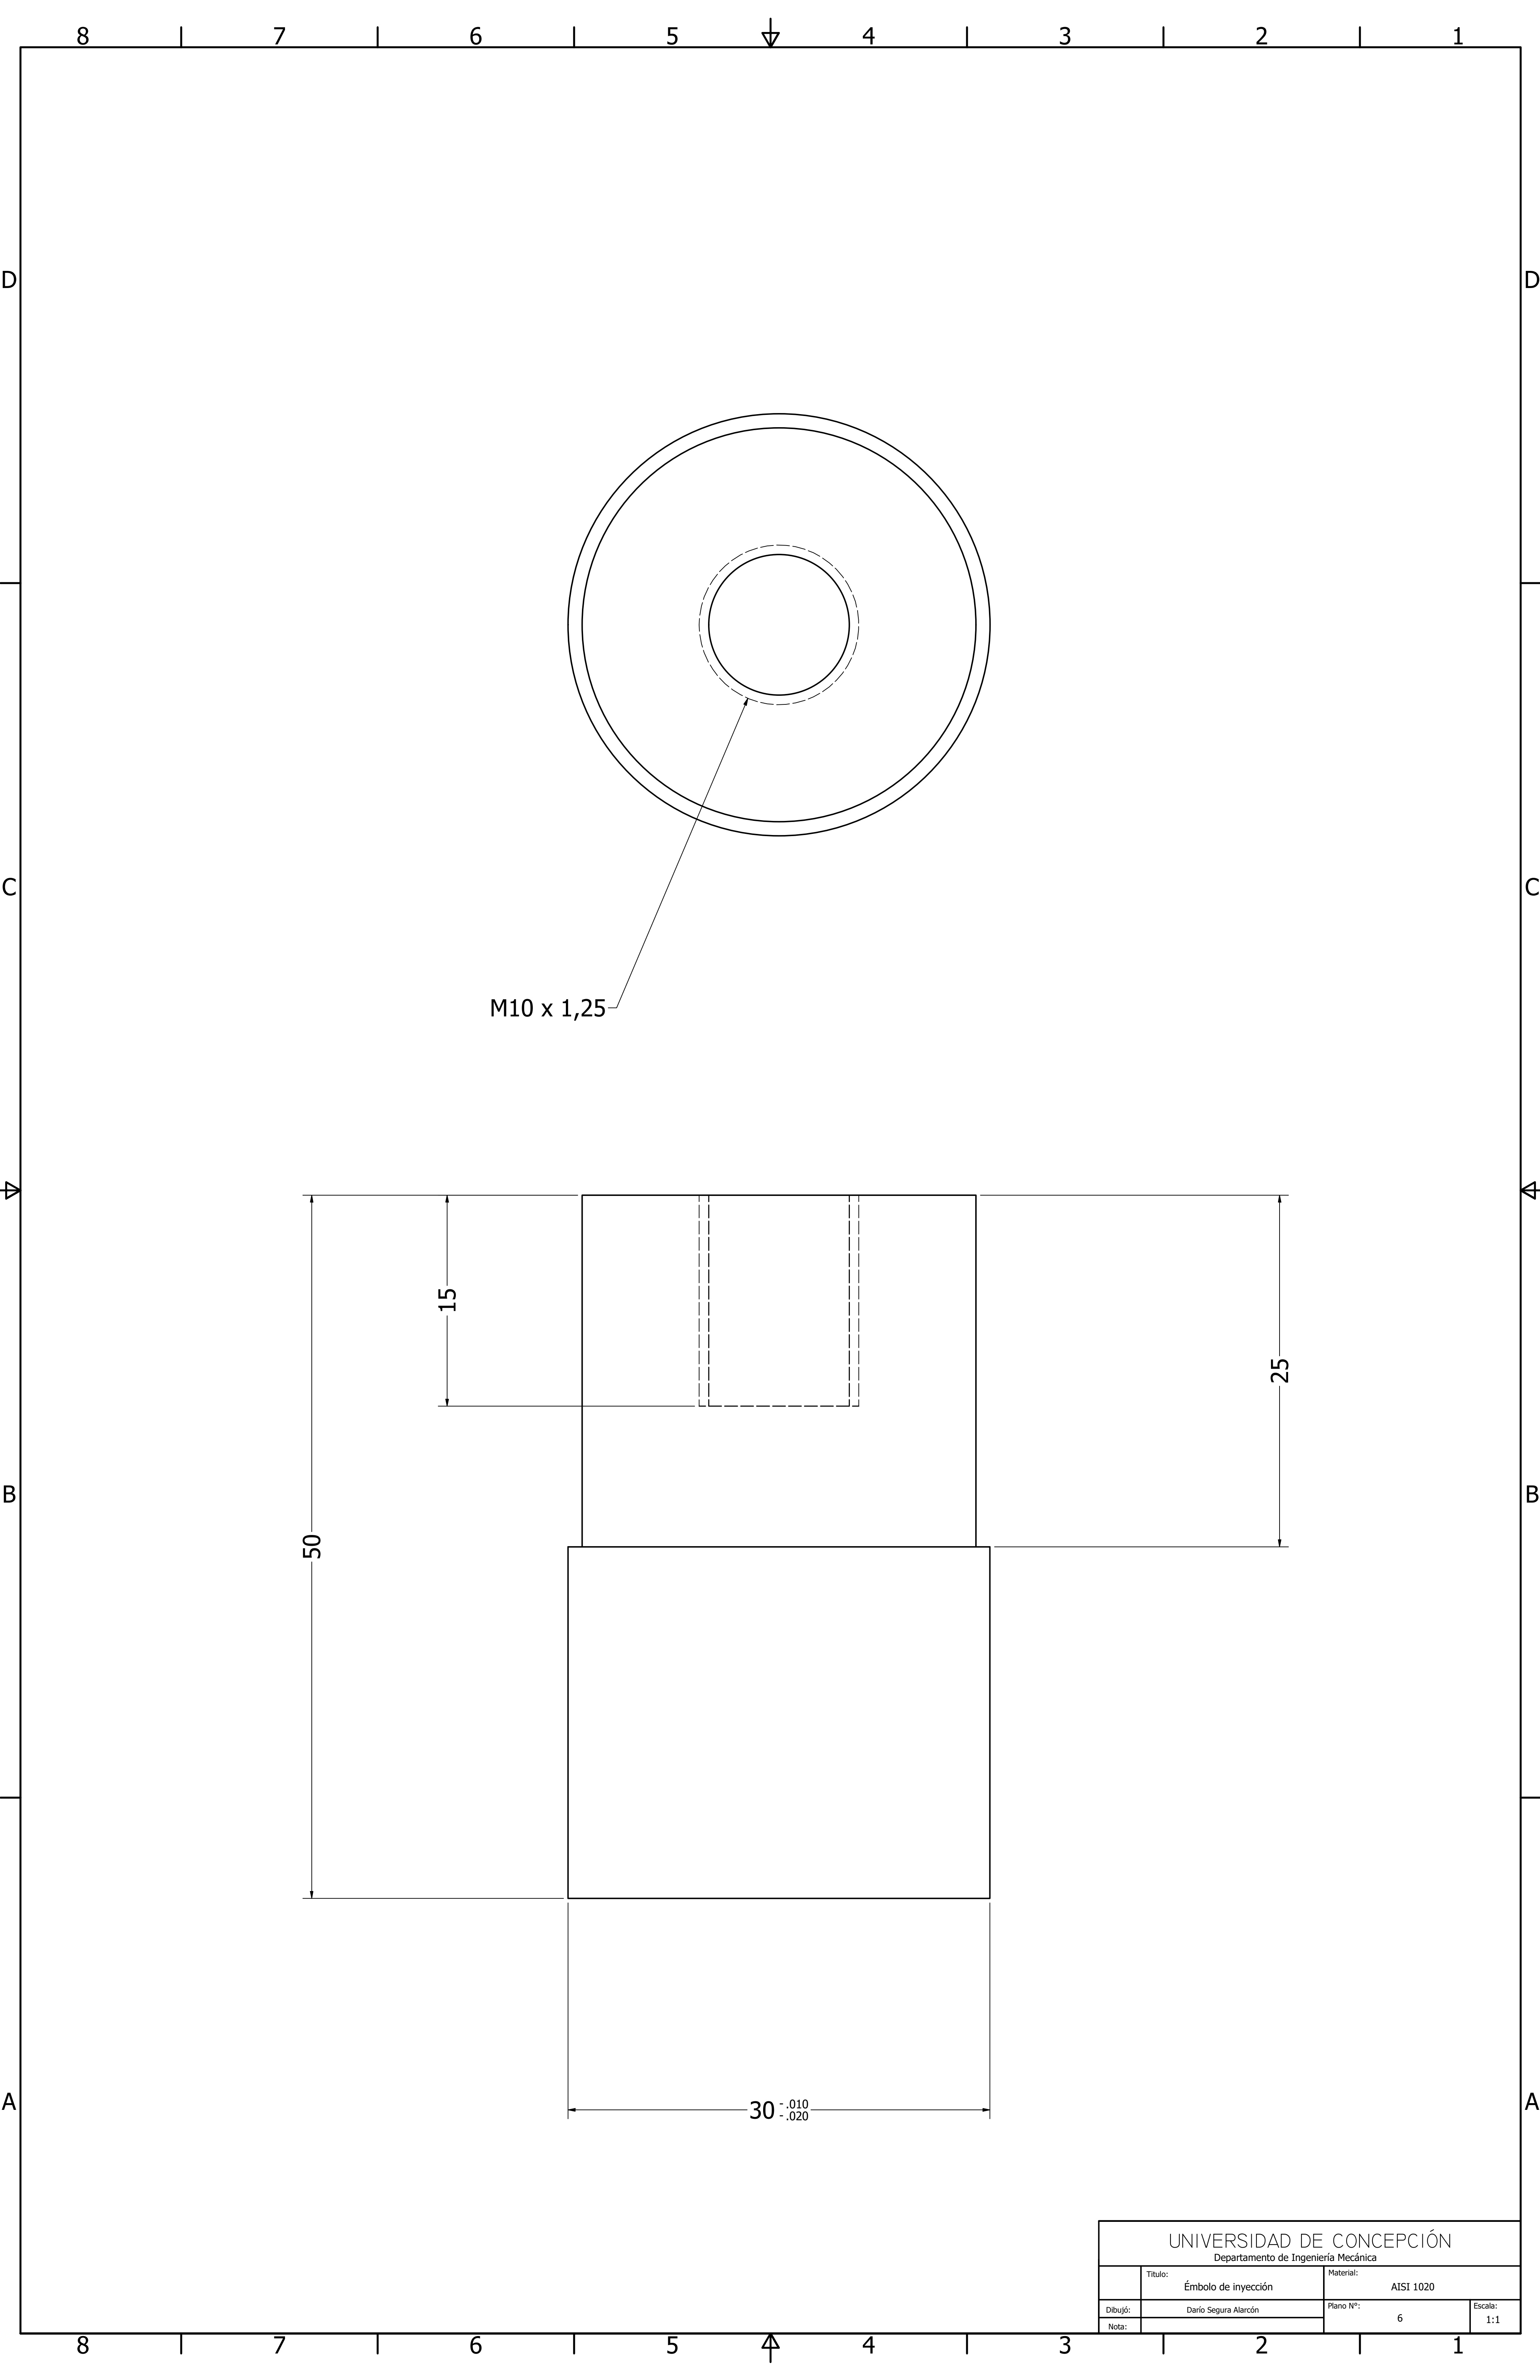 8 7 6 5 4 3 2 1
D D
C C
M10 x 1,25
15
25
50
B B
30 - .010
- .020
A A
UNIVERSIDAD DE CONCEPCIÓN
Departamento de Ingeniería Mecánica
Titulo:
Émbolo de inyección
Material:
AISI 1020
Dibujó:
Darío Segura Alarcón
Plano N°:
6
Escala:
1:1
Nota:
8 7 6 5 4 3 2 1